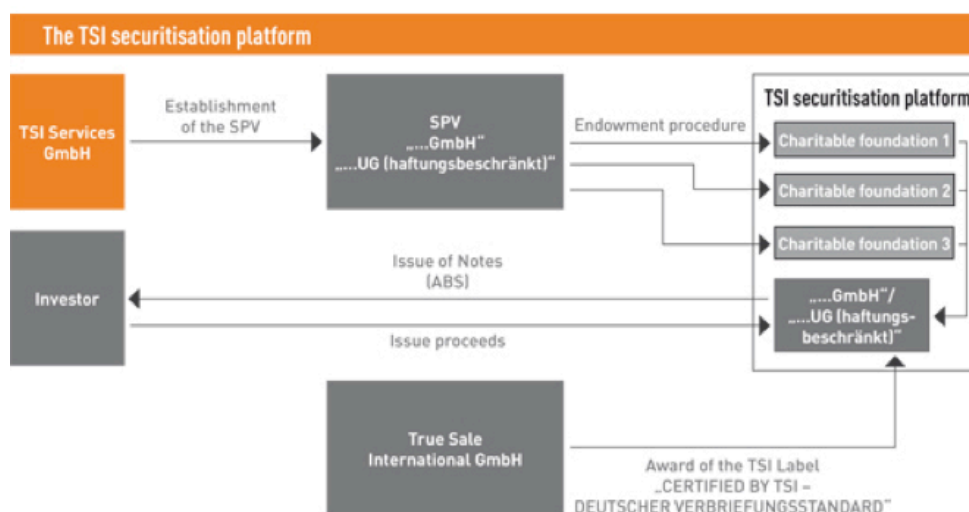 The TSI securitisation platform
TSI Services
GmbH
Establishment
of the SPV
SPV
„...GmbH"
„...UG (haftungsbeschränkt)"
Endowment procedure
TSI securitisation platform
Charitable foundation 1
Charitable foundation 2
Charitable foundation 3
Investor
Issue of Notes
(ABS)
Issue proceeds
„...GmbH"/
„...UG (haftungs-
beschränkt)"
True Sale
International GmbH
Award of the TSI Label
„CERTIFIED BY TSI –
DEUTSCHER VERBRIEFUNGSSTANDARD"